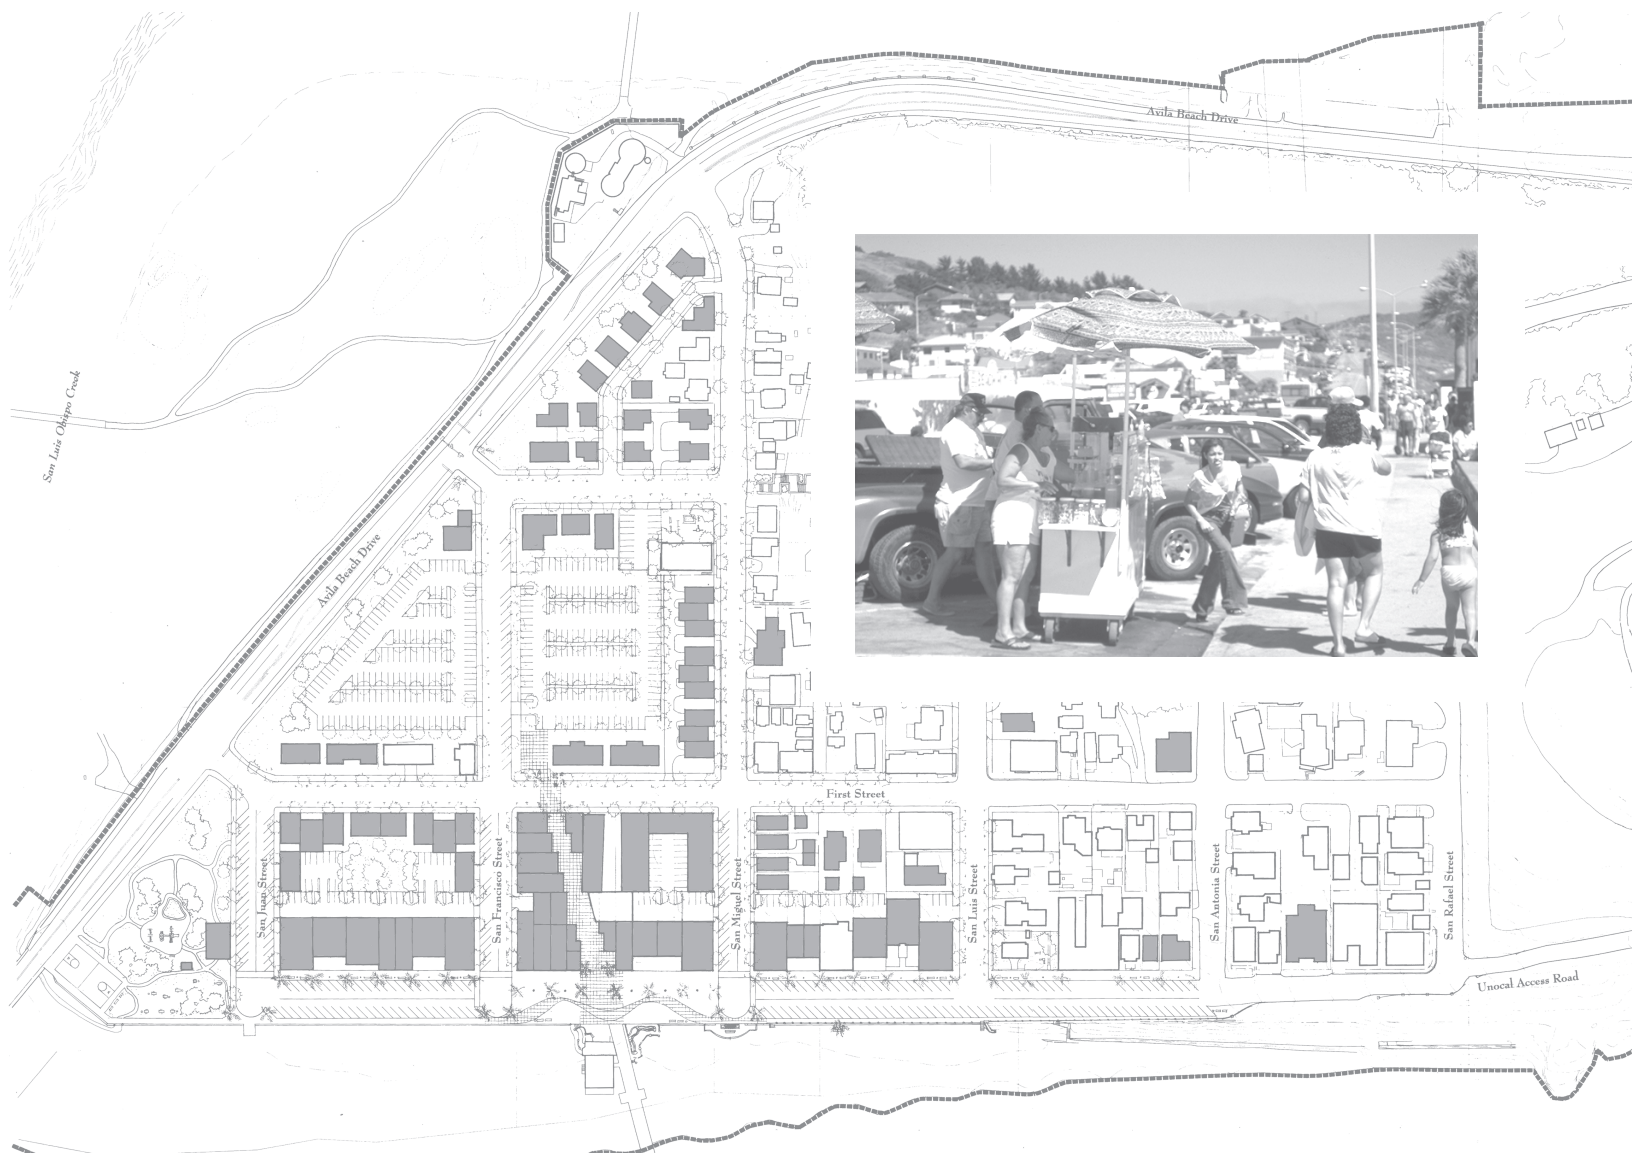 Avila Beach Drive
San Luis Obispo Creek
Avila Beach Drive
First Street
San Juan Street
San Francisco Street
San Miguel Street
San Luis Street
San Antonia Street
San Rafael Street
Unocal Access Road